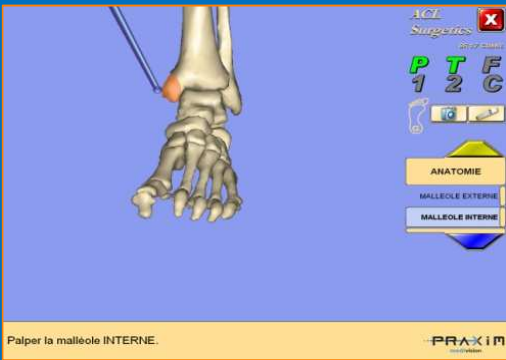 ACL
Surgetics
P T F
1 2 C
ANATOMIE
MALLEOLE EXTERNE
MALLEOLE INTERNE
Palper la malléole INTERNE.
PRAXiM